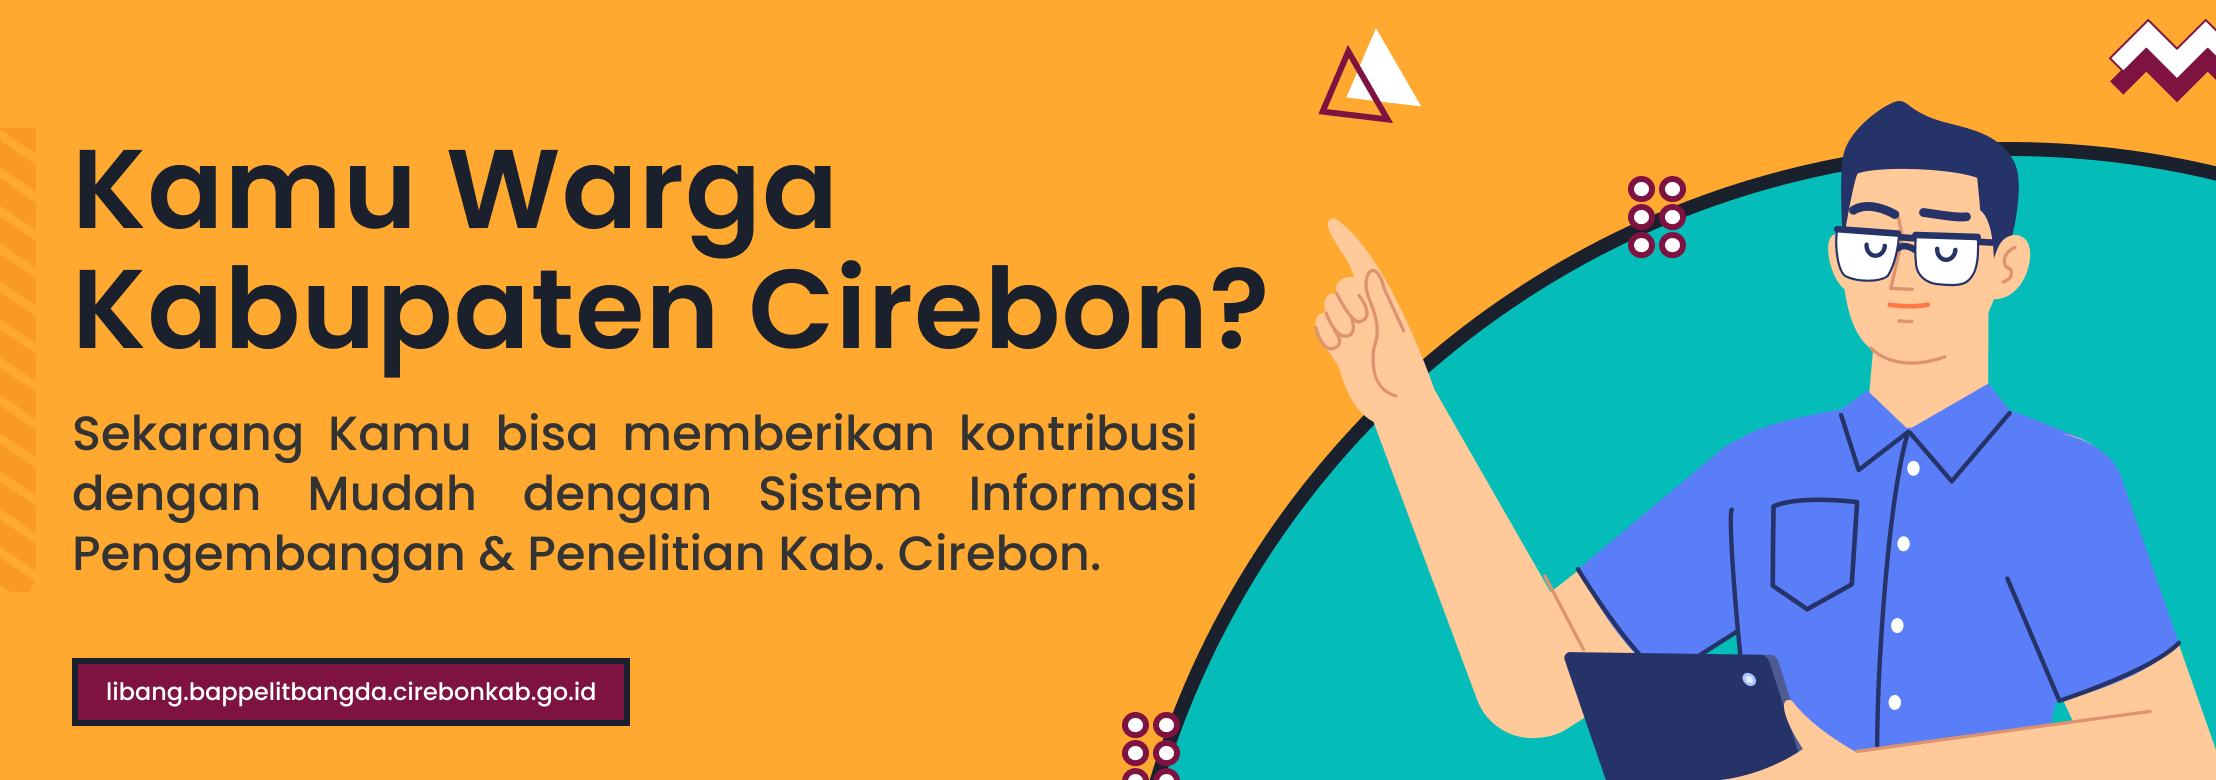 Kamu Warga
Kabupaten Cirebon?
Sekarang Kamu bisa memberikan kontribusi
dengan Mudah dengan Sistem Informasi
Pengembangan & Penelitian Kab. Cirebon.
libang.bappelitbangda.cirebonkab.go.id